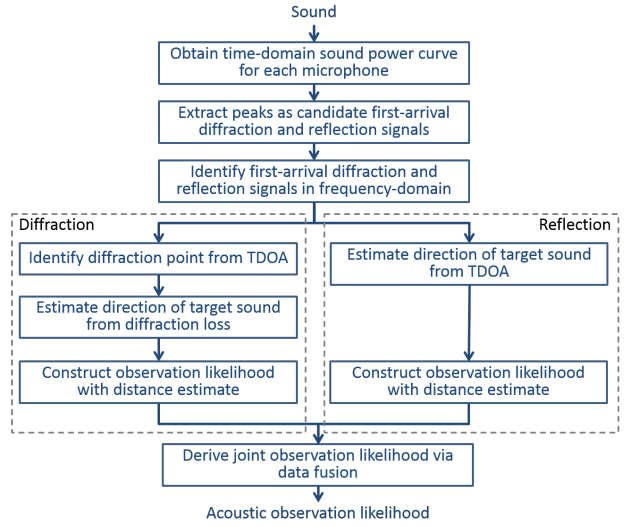 Sound
Obtain time-domain sound power curve
for each microphone
Extract peaks as candidate first-arrival
diffraction and reflection signals
Identify first-arrival diffraction and
reflection signals in frequency-domain
Diffraction
Identify diffraction point from TDOA
Estimate direction of target sound
from diffraction loss
Construct observation likelihood
with distance estimate
Reflection
Estimate direction of target sound
from TDOA
Construct observation likelihood
with distance estimate
Derive joint observation likelihood via
data fusion
Acoustic observation likelihood